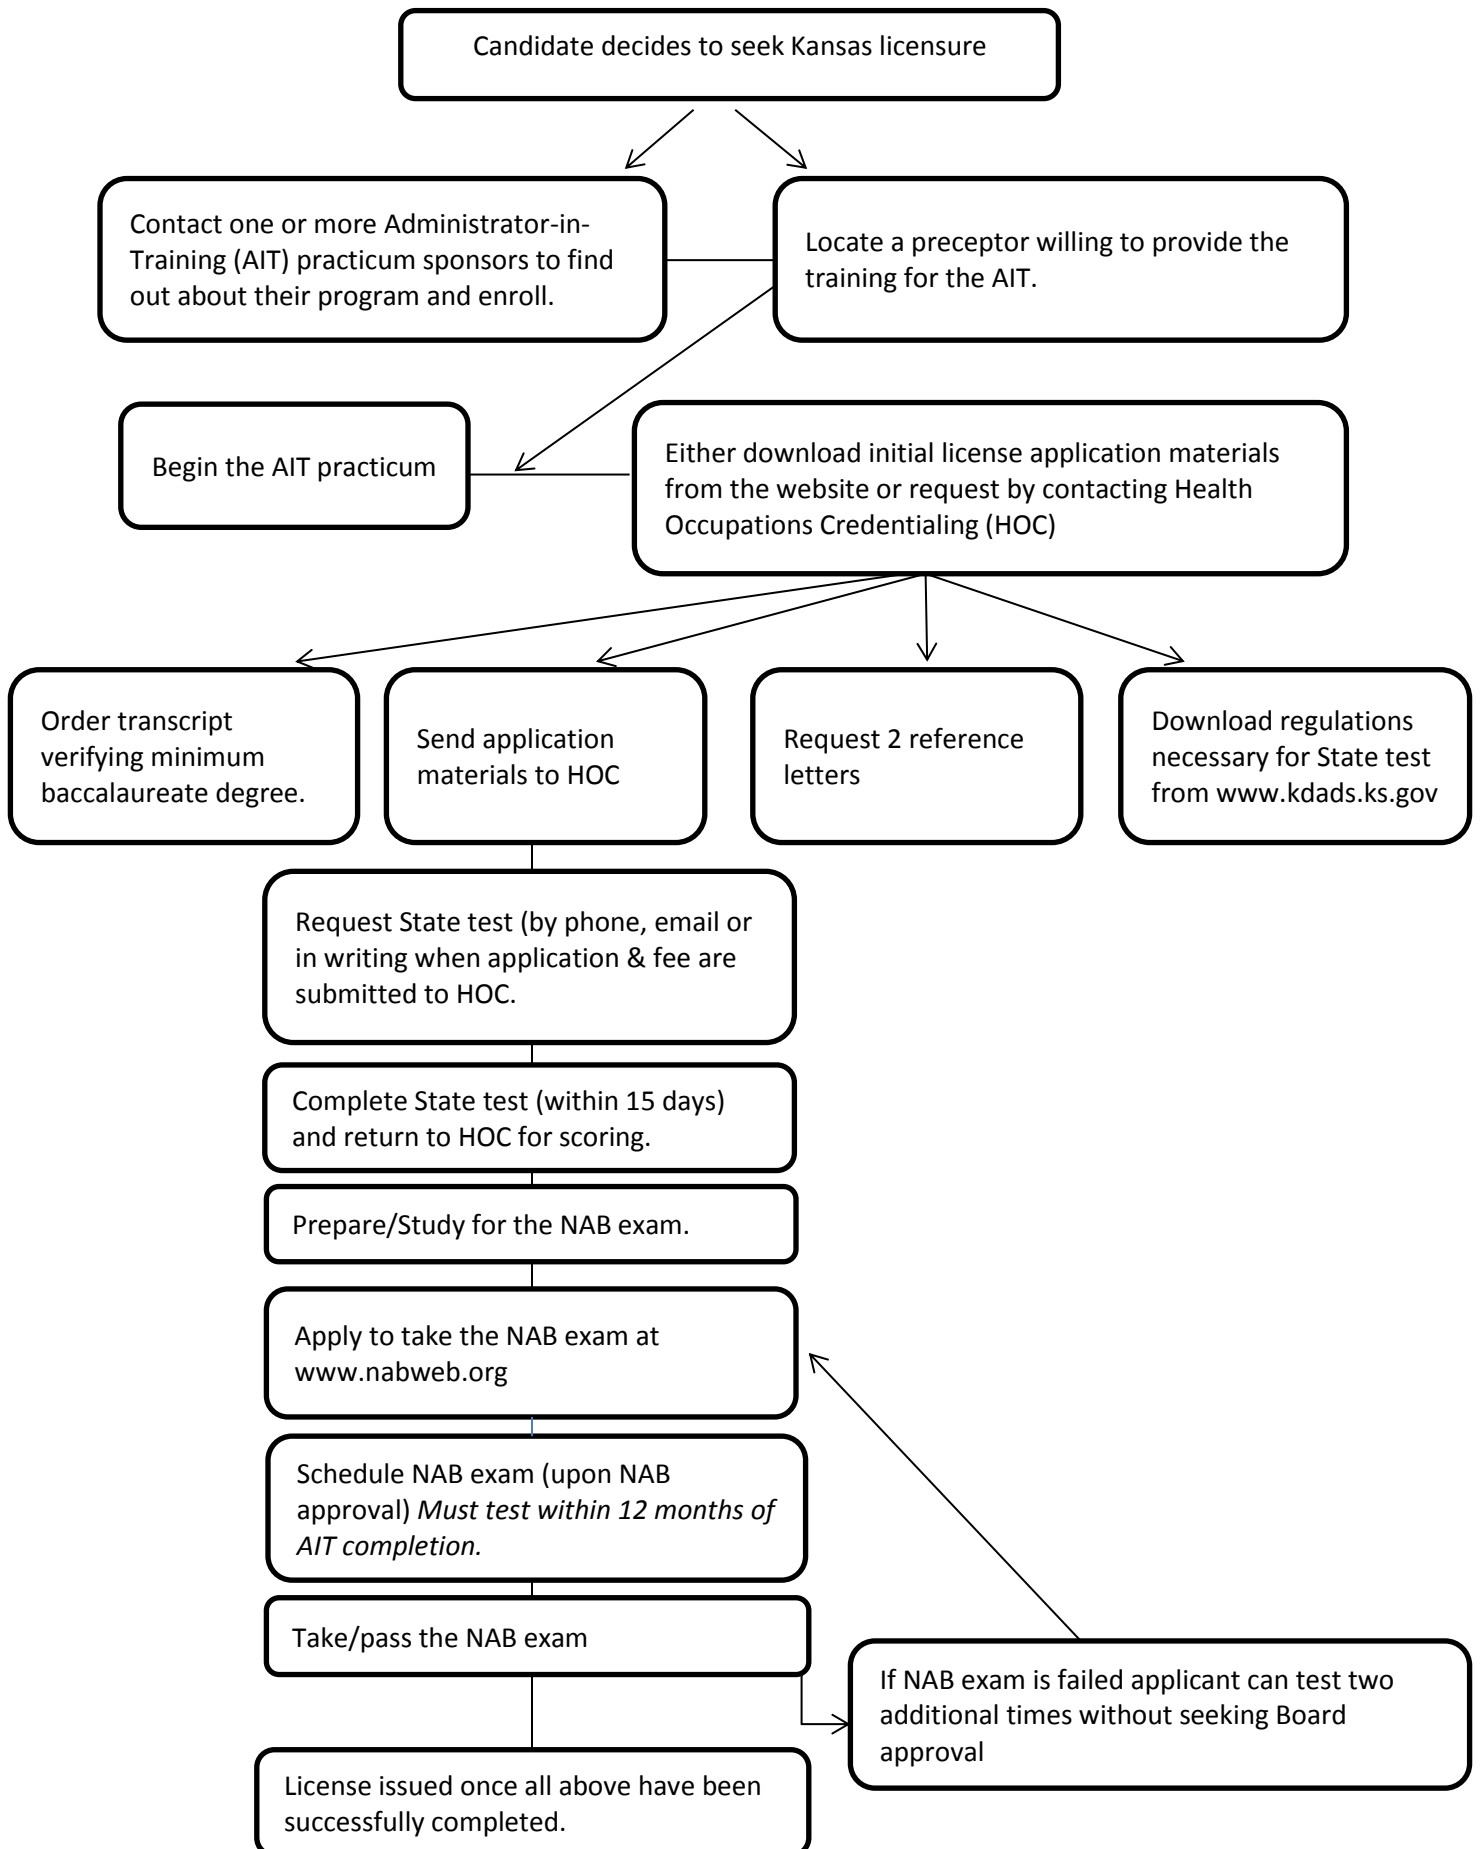 Candidate decides to seek Kansas licensure
Contact one or more Administrator-in-
Training (AIT) practicum sponsors to find
out about their program and enroll.
Locate a preceptor willing to provide the
training for the AIT.
Begin the AIT practicum
Either download initial license application materials
from the website or request by contacting Health
Occupations Credentialing (HOC)
Order transcript
verifying minimum
baccalaureate degree.
Send application
materials to HOC
Request 2 reference
letters
Download regulations
necessary for State test
from www.kdads.ks.gov
Request State test (by phone, email or
in writing when application & fee are
submitted to HOC.
Complete State test (within 15 days)
and return to HOC for scoring.
Prepare/Study for the NAB exam.
Apply to take the NAB exam at
www.nabweb.org
Schedule NAB exam (upon NAB
approval) Must test within 12 months of
AIT completion.
Take/pass the NAB exam
If NAB exam is failed applicant can test two
additional times without seeking Board
approval
License issued once all above have been
successfully completed.